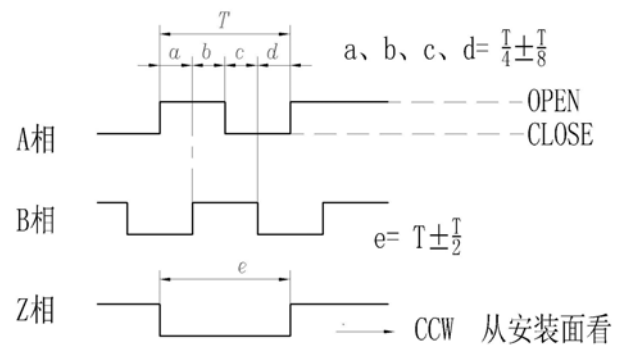 T
a b c d
a、b、c、d= T/4±T/8
OPEN
CLOSE
A相
B相
e= T±T/2
e
Z相
CCW 从安装面看